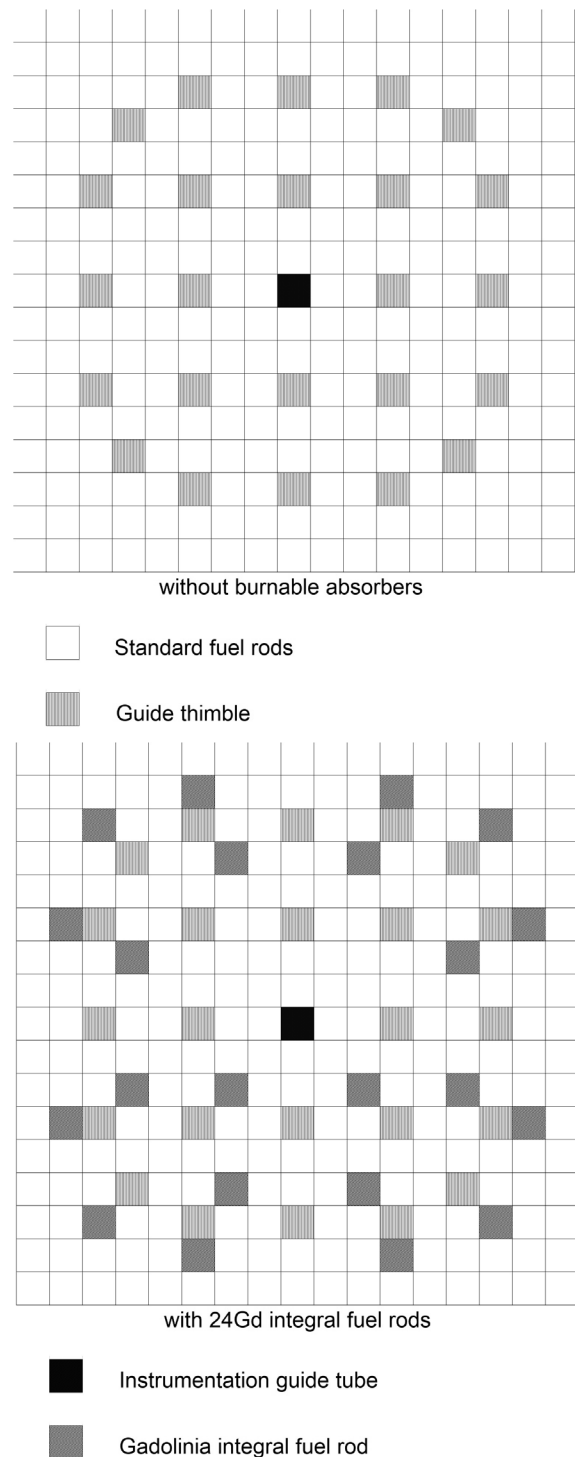 without burnable absorbers
Standard fuel rods
Guide thimble
with 24Gd integral fuel rods
Instrumentation guide tube
Gadolinia integral fuel rod